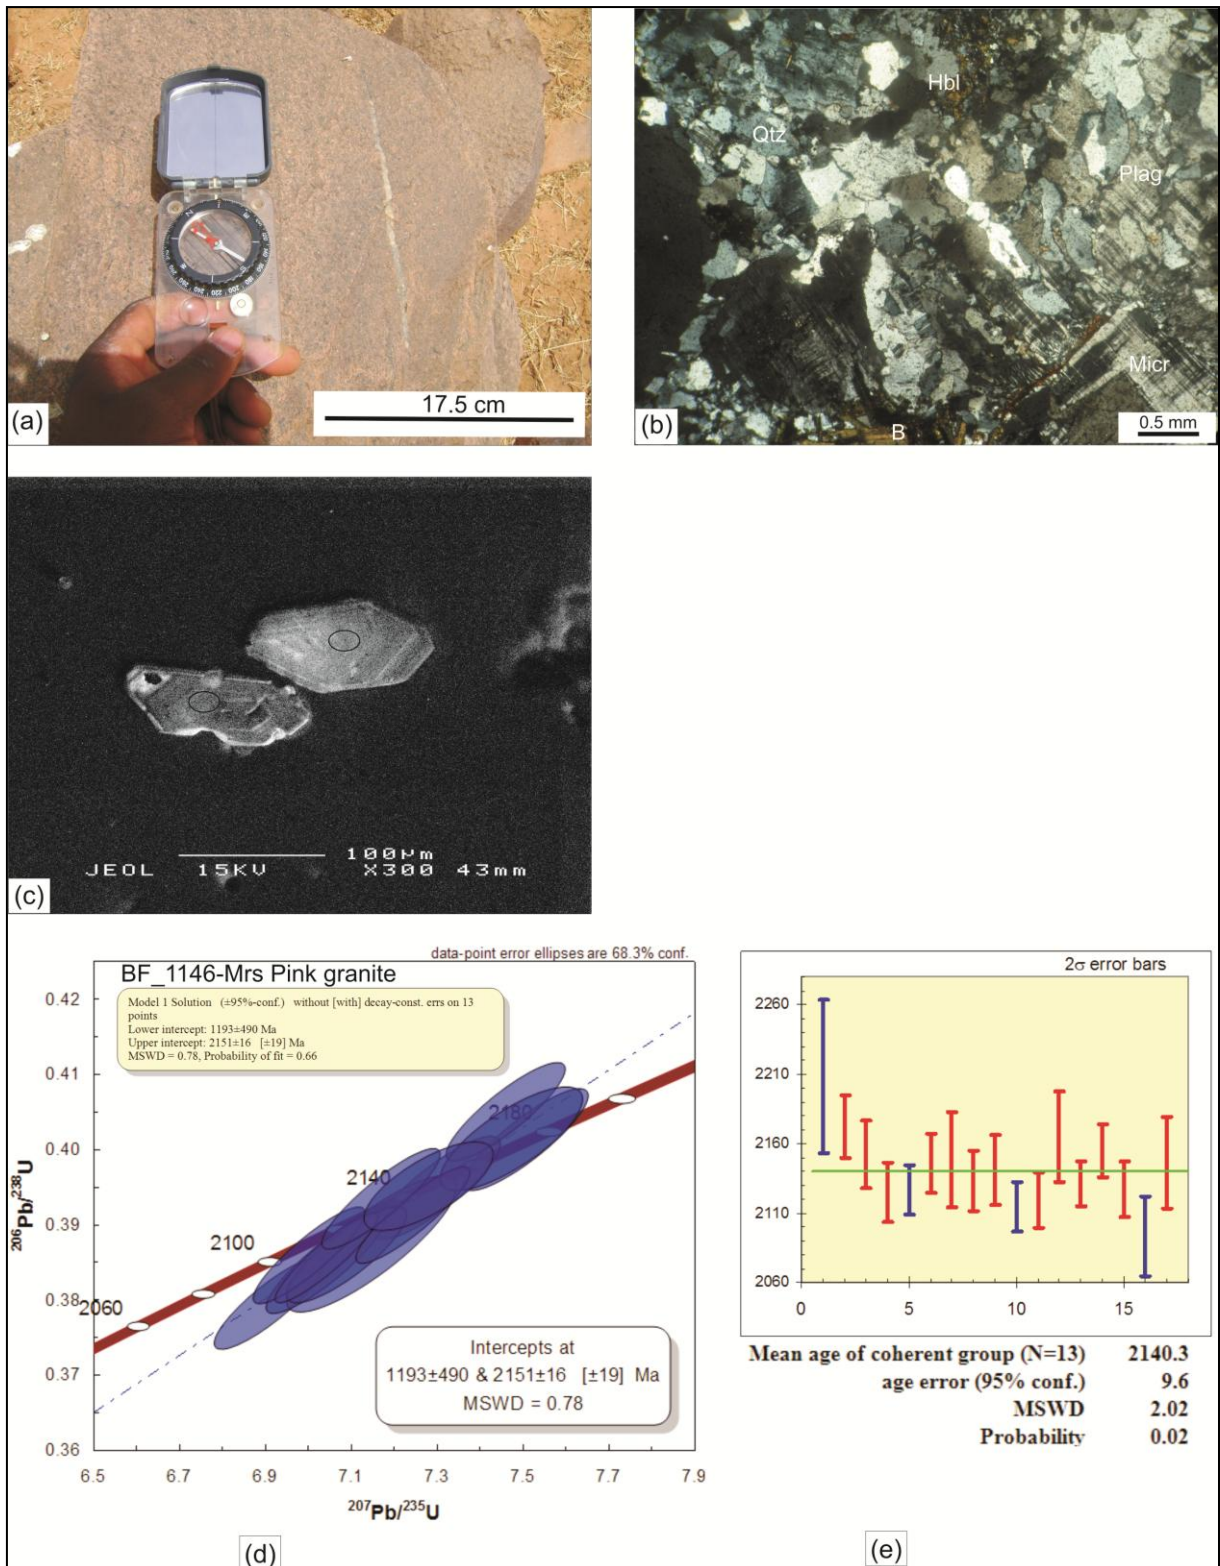 (a)
17.5 cm
Hbl
Qtz
Plag
Micr
B
0.5 mm
(b)
JEOL 15KV 100µm X300 43mm
(c)
data-point error ellipses are 68.3% conf.
BF_1146-Mrs Pink granite
Model 1 Solution (±95%-conf.) without [with] decay-const. errs on 13
points
Lower intercept: 1193±490 Ma
Upper intercept: 2151±16 [±19] Ma
MSWD = 0.78, Probability of fit = 0.66
0.42
0.41
0.40
0.39
0.38
0.37
0.36
2180
2140
2100
2060
Intercepts at
1193±490 & 2151±16 [±19] Ma
MSWD = 0.78
6.5 6.7 6.9 7.1 7.3 7.5 7.7 7.9
²⁰⁶Pb/²³⁸U
²⁰⁷Pb/²³⁵U
(d)
2σ error bars
2260
2210
2160
2110
2060
0 5 10 15
Mean age of coherent group (N=13) 2140.3
age error (95% conf.) 9.6
MSWD 2.02
Probability 0.02
(e)